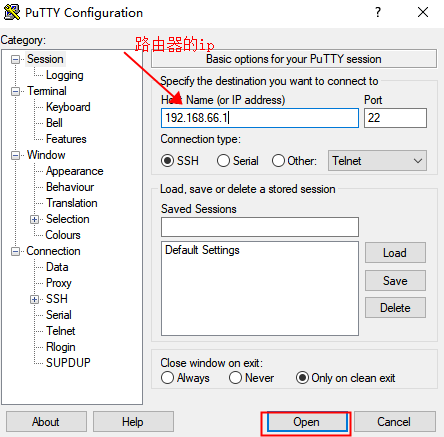 PuTTY Configuration
?
Category:
Session
Logging
Terminal
Keyboard
Bell
Features
Window
Appearance
Behaviour
Translation
Selection
Colours
Connection
Data
Proxy
SSH
Serial
Telnet
Rlogin
SUPDUP
路由器的ip
Basic options for your PuTTY session
Specify the destination you want to connect to
Host Name (or IP address) Port
192.168.66.1 22
Connection type:
SSH Serial Other: Telnet
Load, save or delete a stored session
Saved Sessions
Default Settings
Load
Save
Delete
Close window on exit:
Always Never Only on clean exit
About Help Open Cancel